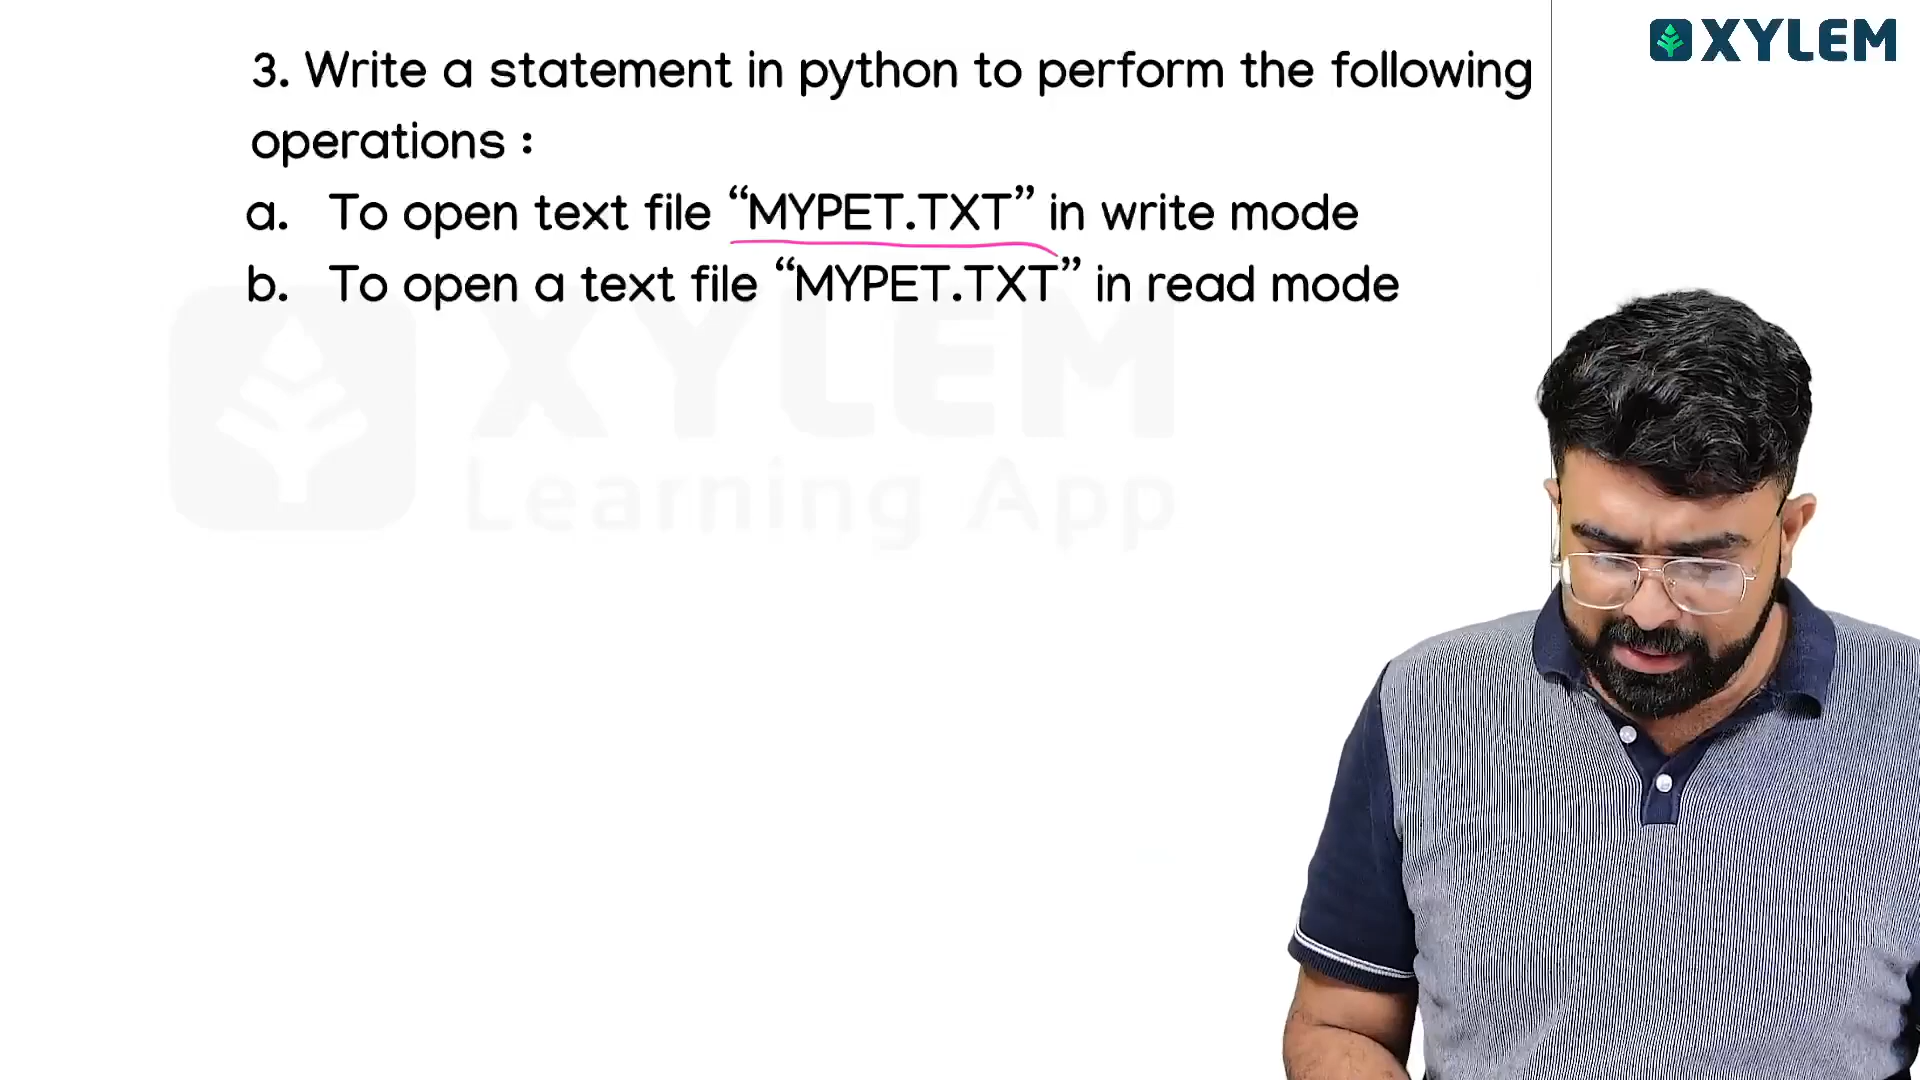 XYLEM
3. Write a statement in python to perform the following
operations :
a. To open text file “MYPET.TXT” in write mode
b. To open a text file “MYPET.TXT” in read mode
XYLEM
Learning App